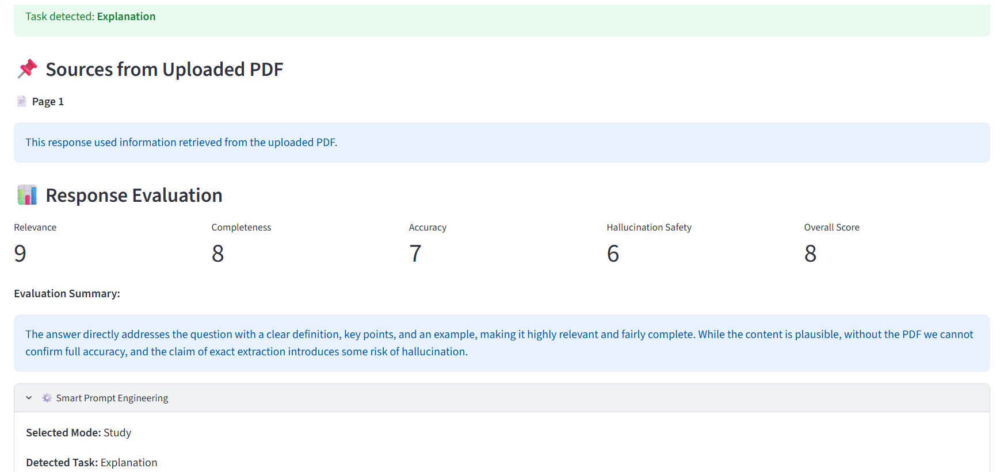 Task detected: Explanation
Sources from Uploaded PDF
Page 1
This response used information retrieved from the uploaded PDF.
Response Evaluation
Relevance
9
Completeness
8
Accuracy
7
Hallucination Safety
6
Overall Score
8
Evaluation Summary:
The answer directly addresses the question with a clear definition, key points, and an example, making it highly relevant and fairly complete. While the content is plausible, without the PDF we cannot
confirm full accuracy, and the claim of exact extraction introduces some risk of hallucination.
Smart Prompt Engineering
Selected Mode: Study
Detected Task: Explanation